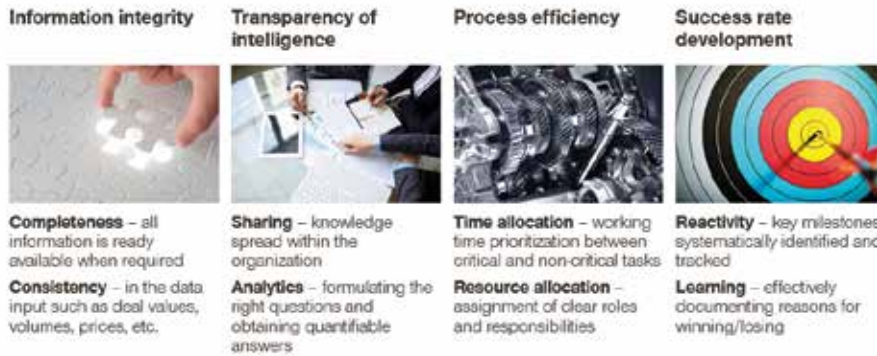 Information integrity
Transparency of
intelligence
Process efficiency
Success rate
development
Completeness – all
information is ready
available when required
Consistency – in the data
input such as deal values,
volumes, prices, etc.
Sharing – knowledge
spread within the
organization
Analytics – formulating the
right questions and
obtaining quantifiable
answers
Time allocation – working
time prioritization between
critical and non-critical tasks
Resource allocation –
assignment of clear roles
and responsibilities
Reactivity – key milestones
systematically identified and
tracked
Learning – effectively
documenting reasons for
winning/losing